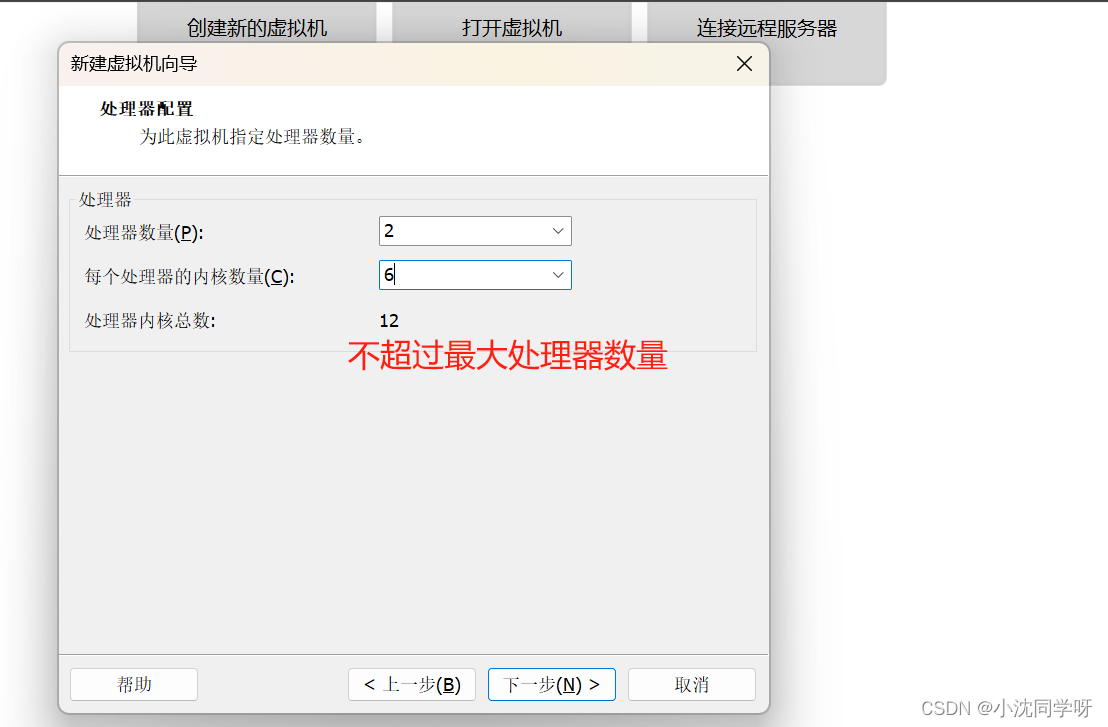 创建新的虚拟机 打开虚拟机 连接远程服务器
新建虚拟机向导
处理器配置
为此虚拟机指定处理器数量。
处理器
处理器数量(P): 2
每个处理器的内核数量(C): 6
处理器内核总数: 12
不超过最大处理器数量
帮助 < 上一步(B) 下一步(N) > 取消
CSDN @小沈同学呀